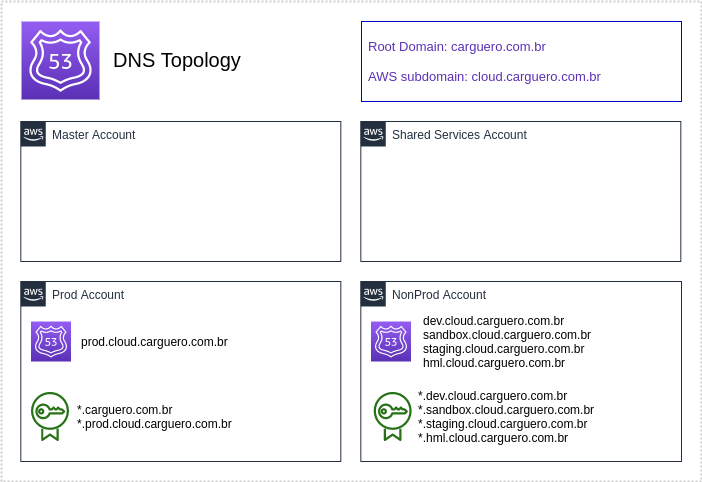 53
DNS Topology
Root Domain: carguero.com.br
AWS subdomain: cloud.carguero.com.br
aws
Master Account
aws
Shared Services Account
aws
Prod Account
53
prod.cloud.carguero.com.br
*.carguero.com.br
*.prod.cloud.carguero.com.br
aws
NonProd Account
53
dev.cloud.carguero.com.br
sandbox.cloud.carguero.com.br
staging.cloud.carguero.com.br
hml.cloud.carguero.com.br
*.dev.cloud.carguero.com.br
*.sandbox.cloud.carguero.com.br
*.staging.cloud.carguero.com.br
*.hml.cloud.carguero.com.br